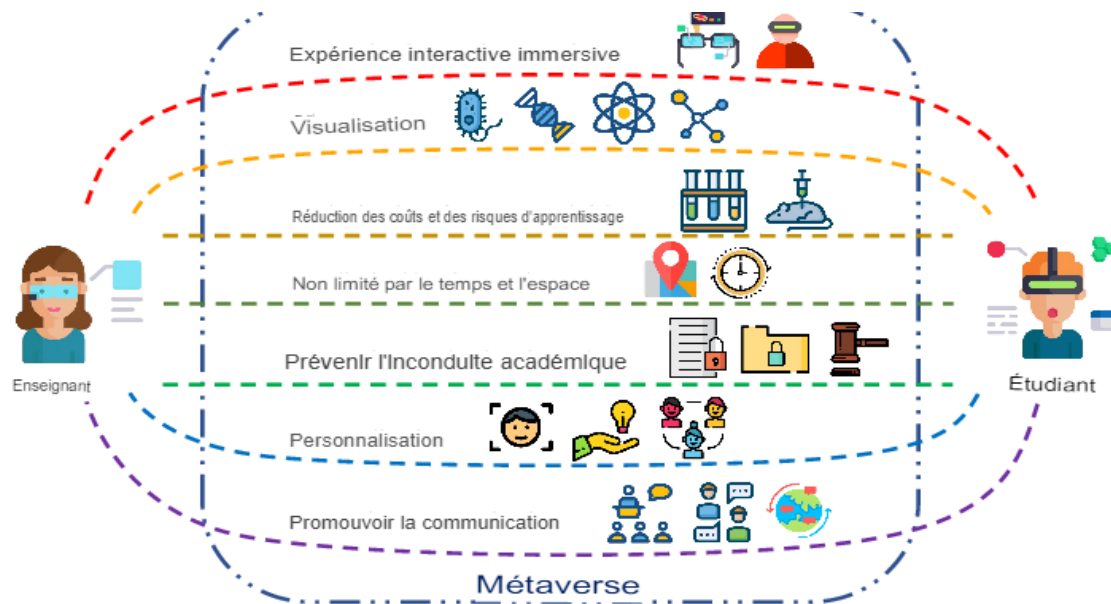 Expérience interactive immersive
Visualisation
Réduction des coûts et des risques d'apprentissage
Non limité par le temps et l'espace
Prévenir l'inconduite académique
Enseignant
Étudiant
Personnalisation
Promouvoir la communication
Métaverse